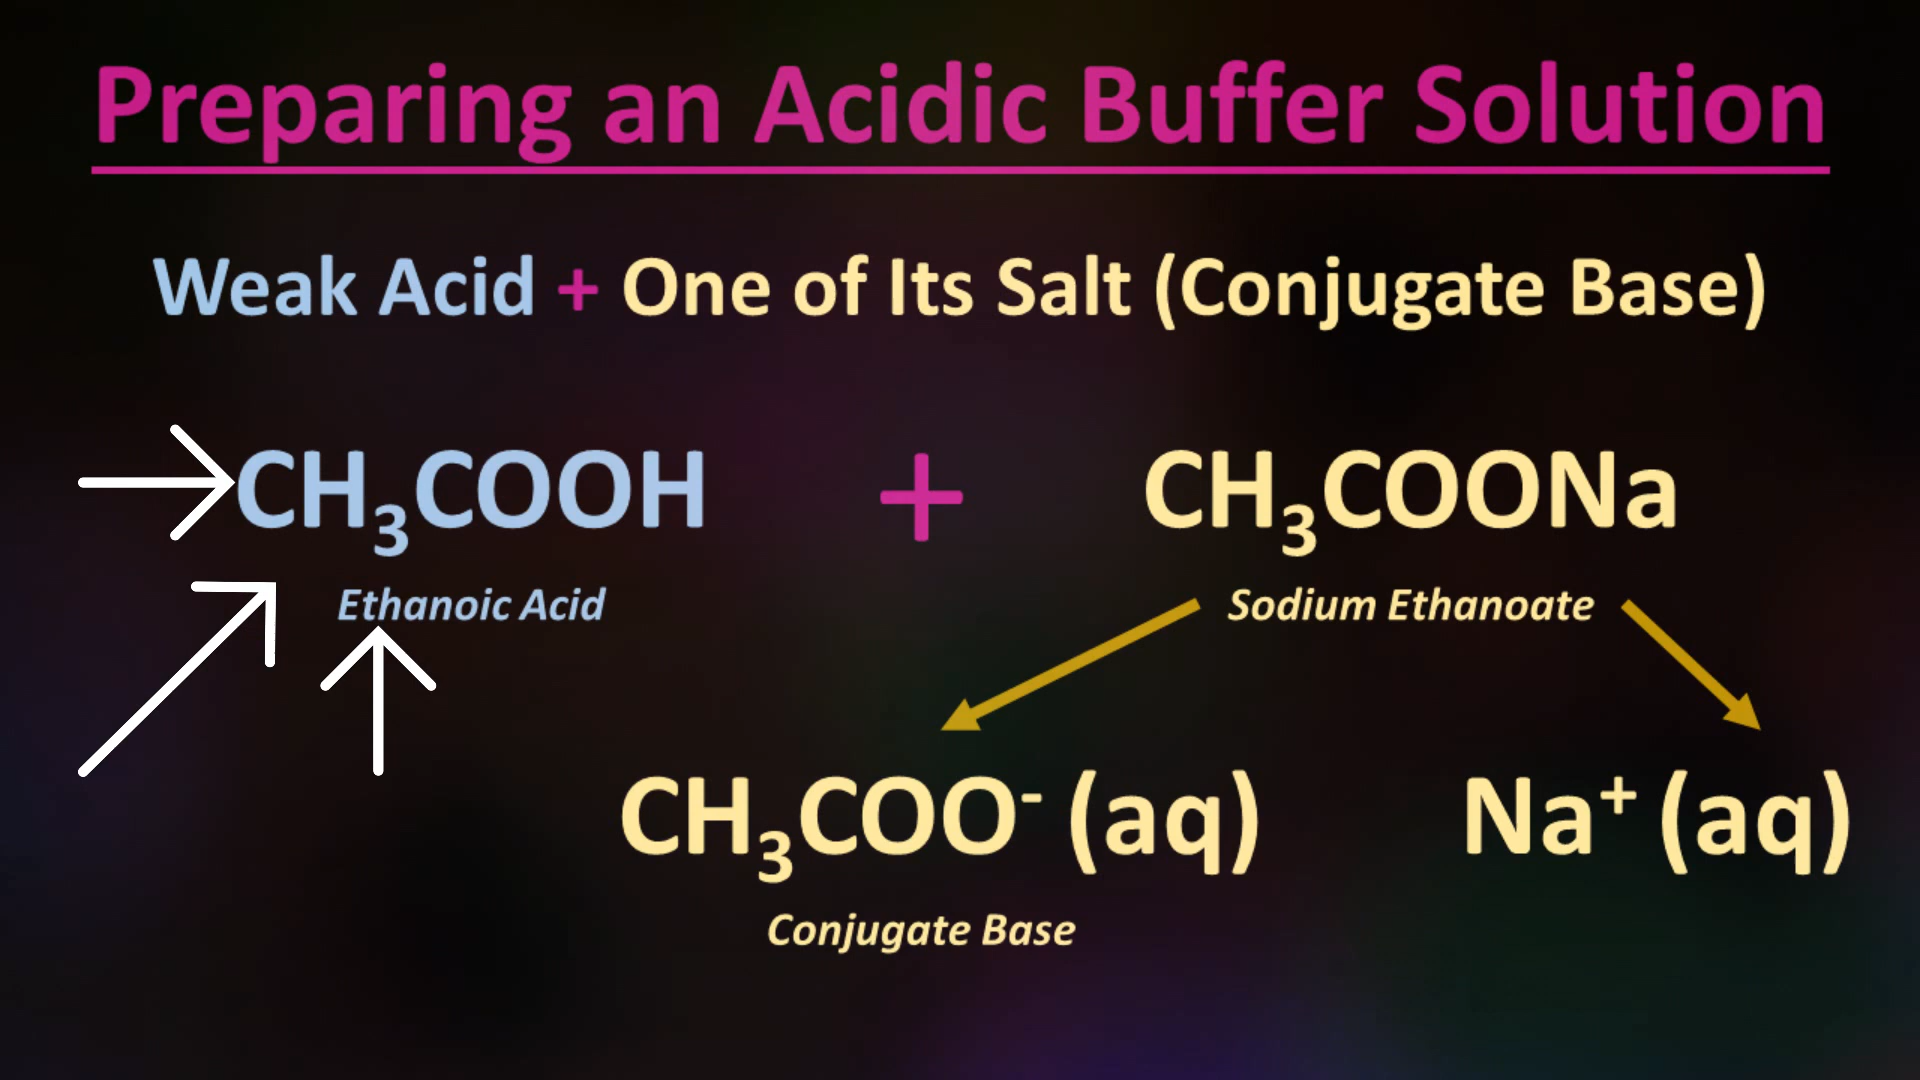 Preparing an Acidic Buffer Solution
Weak Acid + One of Its Salt (Conjugate Base)
CH₃COOH + CH₃COONa
Ethanoic Acid Sodium Ethanoate
CH₃COO⁻ (aq) Na⁺ (aq)
Conjugate Base